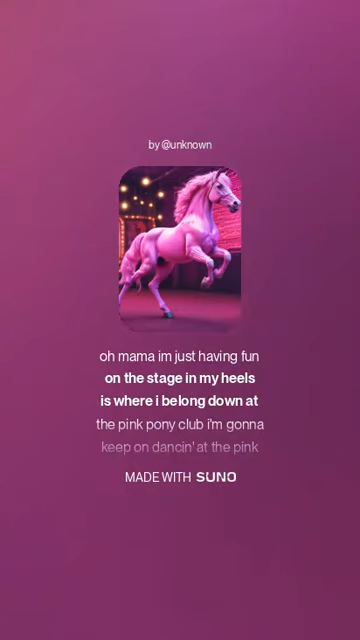 by @unknown
oh mama im just having fun
on the stage in my heels
is where i belong down at
the pink pony club i'm gonna
keep on dancin' at the pink
MADE WITH SUNO